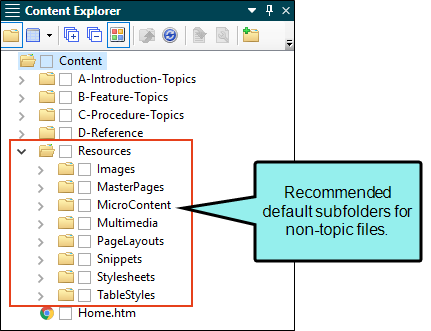 Content Explorer
Content
A-Introduction-Topics
B-Feature-Topics
C-Procedure-Topics
D-Reference
Resources
Images
MasterPages
MicroContent
Multimedia
PageLayouts
Snippets
Stylesheets
TableStyles
Home.htm
Recommended
default subfolders for
non-topic files.